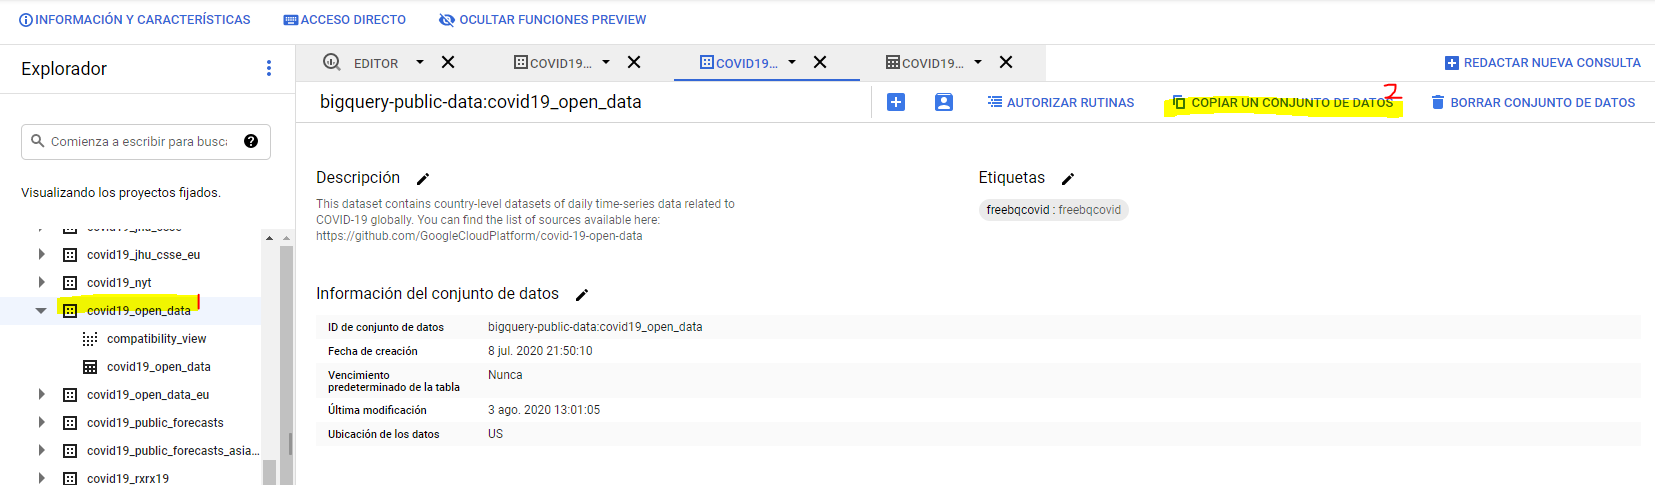 INFORMACIÓN Y CARACTERÍSTICAS ACCESO DIRECTO OCULTAR FUNCIONES PREVIEW
Explorador
EDITOR COVID19... COVID19... COVID19... REDACTAR NUEVA CONSULTA
bigquery-public-data:covid19_open_data AUTORIZAR RUTINAS COPIAR UN CONJUNTO DE DATOS 2 BORRAR CONJUNTO DE DATOS
Comienza a escribir para busca
Visualizando los proyectos fijados.
covid19_jhu_csse
covid19_jhu_csse_eu
covid19_nyt
covid19_open_data 1
compatibility_view
covid19_open_data
covid19_open_data_eu
covid19_public_forecasts
covid19_public_forecasts_asia...
covid19_rxrx19
Descripción
This dataset contains country-level datasets of daily time-series data related to
COVID-19 globally. You can find the list of sources available here:
https://github.com/GoogleCloudPlatform/covid-19-open-data
Etiquetas
freebqcovid : freebqcovid
Información del conjunto de datos
ID de conjunto de datos bigquery-public-data:covid19_open_data
Fecha de creación 8 jul. 2020 21:50:10
Vencimiento
predeterminado de la tabla Nunca
Última modificación 3 ago. 2020 13:01:05
Ubicación de los datos US